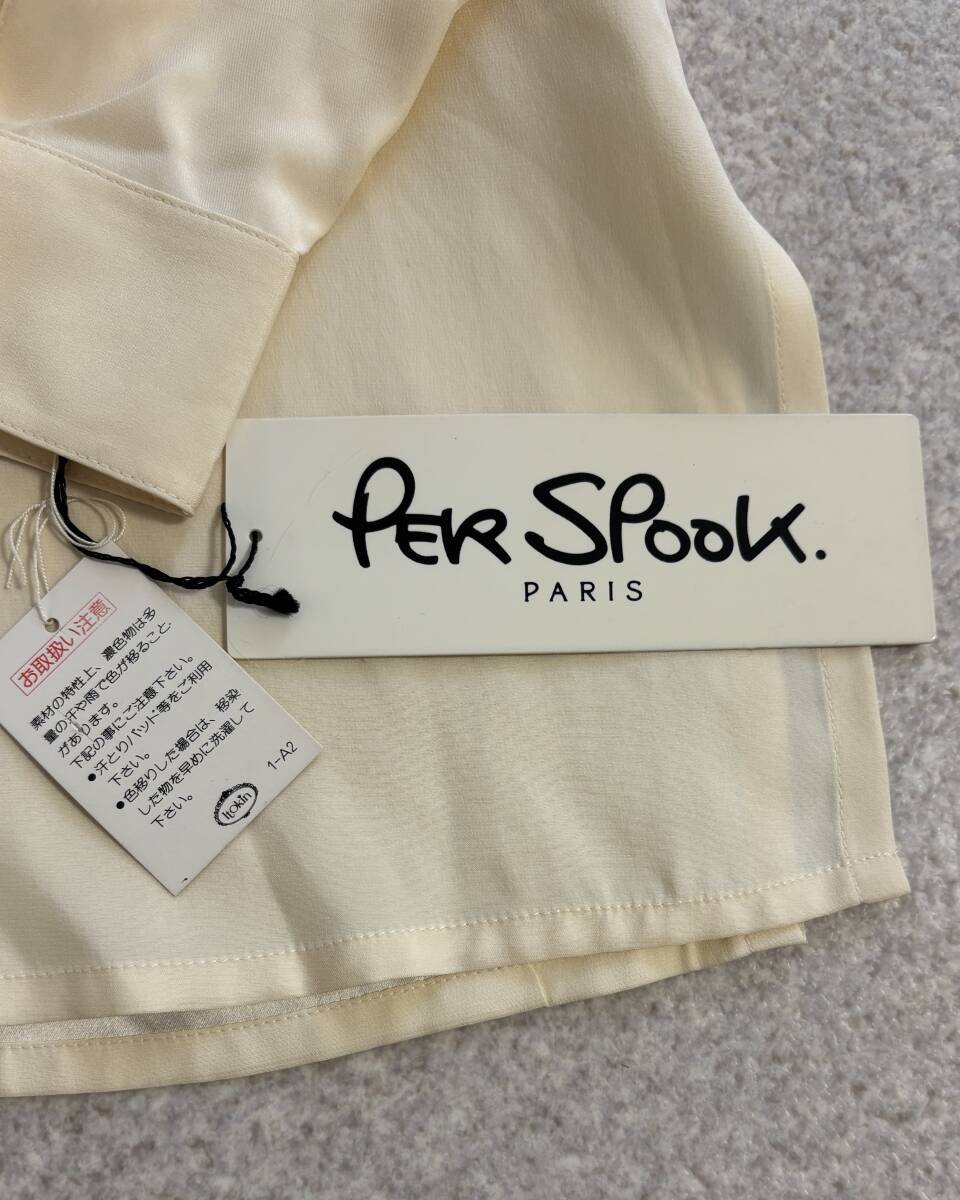 PER SPOOK.
PARIS
お取扱い注意
素材の特性上、濃色物は多
量の汗や雨で色が移ること
があります。
下記の事にご注意下さい。
●汗とりパッド等をご利用
下さい。
●色移りした場合は、移染
した物を早めに洗濯して
下さい。
1-A2
Itokin